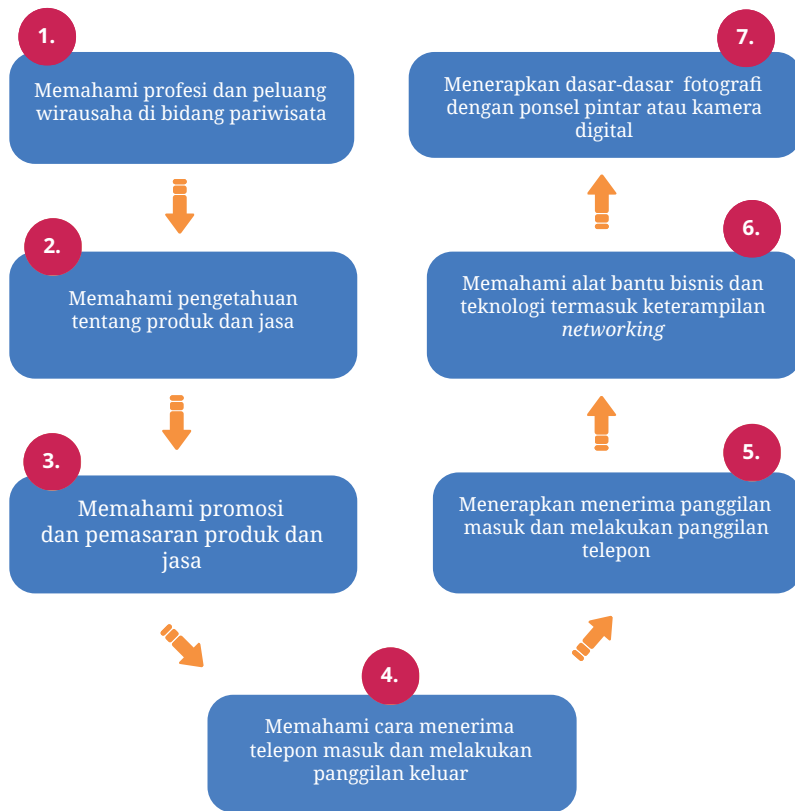 1.
Memahami profesi dan peluang
wirausaha di bidang pariwisata
2.
Memahami pengetahuan
tentang produk dan jasa
3.
Memahami promosi
dan pemasaran produk dan
jasa
4.
Memahami cara menerima
telepon masuk dan melakukan
panggilan keluar
5.
Menerapkan menerima panggilan
masuk dan melakukan panggilan
telepon
6.
Memahami alat bantu bisnis dan
teknologi termasuk keterampilan
networking
7.
Menerapkan dasar-dasar fotografi
dengan ponsel pintar atau kamera
digital